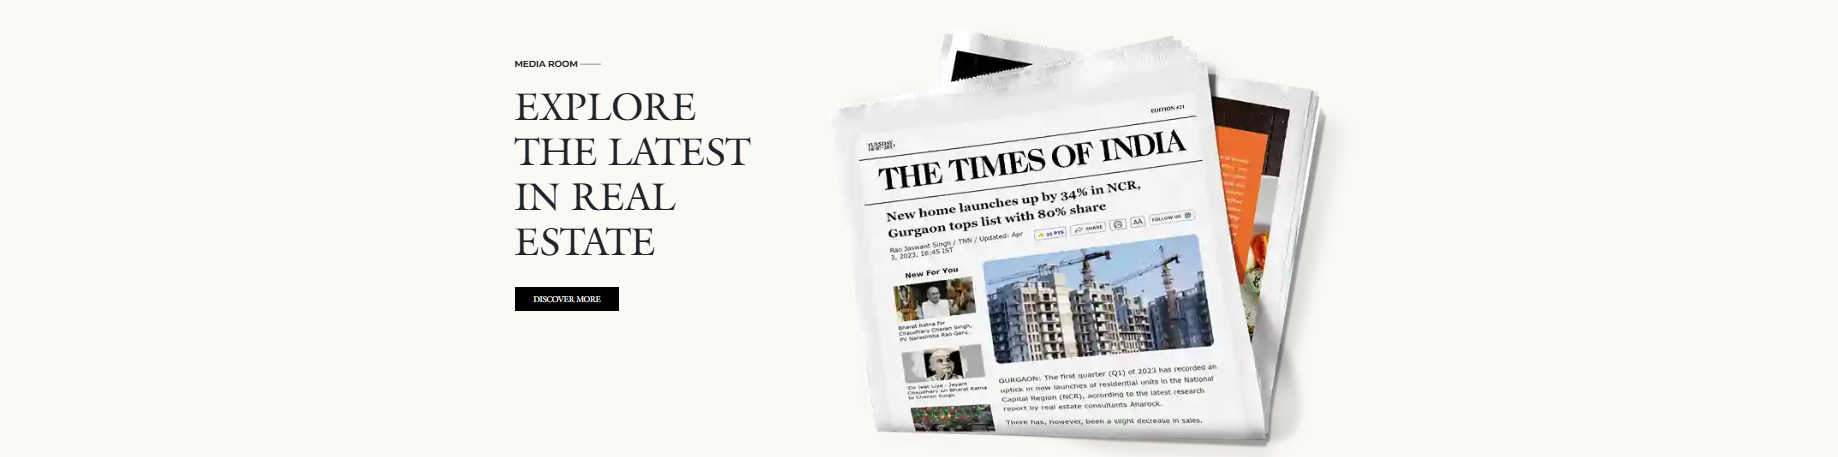 MEDIA ROOM
EXPLORE
THE LATEST
IN REAL
ESTATE
DISCOVER MORE
EDITION #21
TUESDAY
THE TIMES OF INDIA
New home launches up by 34% in NCR,
Gurgaon tops list with 80% share
Rao Jaswant Singh / TNN / Updated: Apr
3, 2023, 16:45 IST
31 PTS
SHARE
AA
FOLLOW US
New For You
Bharat Ratna for
Chaudhary Charan Singh,
PV Narasimha Rao Garu...
'Dil Jeet Liya': Jayant
Chaudhary on Bharat Ratna
to Charan Singh
GURGAON: The first quarter (Q1) of 2023 has recorded an
uptick in new launches of residential units in the National
Capital Region (NCR), according to the latest research
report by real estate consultants Anarock.
There has, however, been a slight decrease in sales.